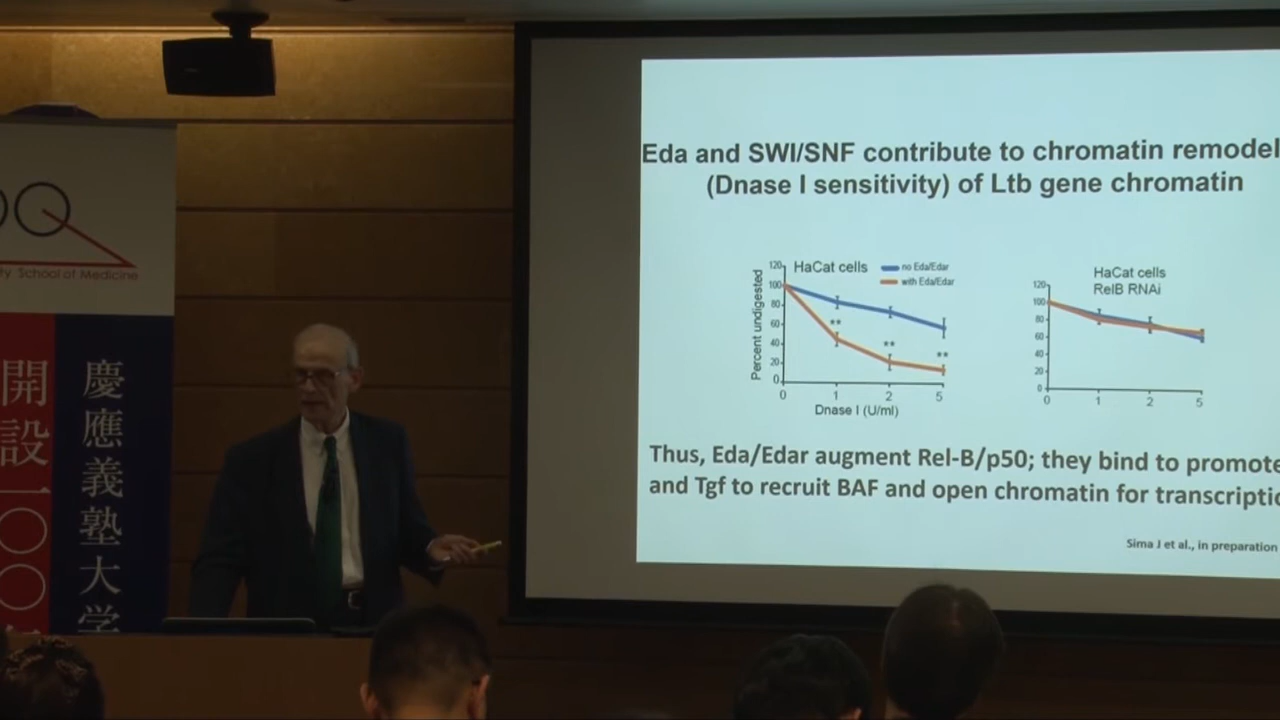 ty School of Medicine
開設一〇〇
慶應義塾大学
Eda and SWI/SNF contribute to chromatin remodel
(Dnase I sensitivity) of Ltb gene chromatin
HaCat cells
no Eda/Edar
with Eda/Edar
Percent undigested
120
100
80
60
40
20
0
**
**
**
0 1 2 5
Dnase I (U/ml)
HaCat cells
RelB RNAi
120
100
80
60
40
20
0
0 1 2 5
Thus, Eda/Edar augment Rel-B/p50; they bind to promote
and Tgf to recruit BAF and open chromatin for transcriptio
Sima J et al., in preparation